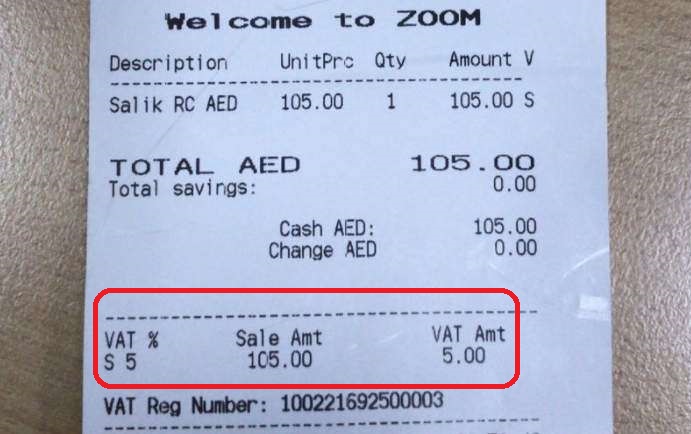 Welcome to ZOOM
Description UnitPrc Qty Amount V
Salik RC AED 105.00 1 105.00 S
TOTAL AED 105.00
Total savings: 0.00
Cash AED: 105.00
Change AED 0.00
VAT % Sale Amt VAT Amt
S 5 105.00 5.00
VAT Reg Number: 100221692500003